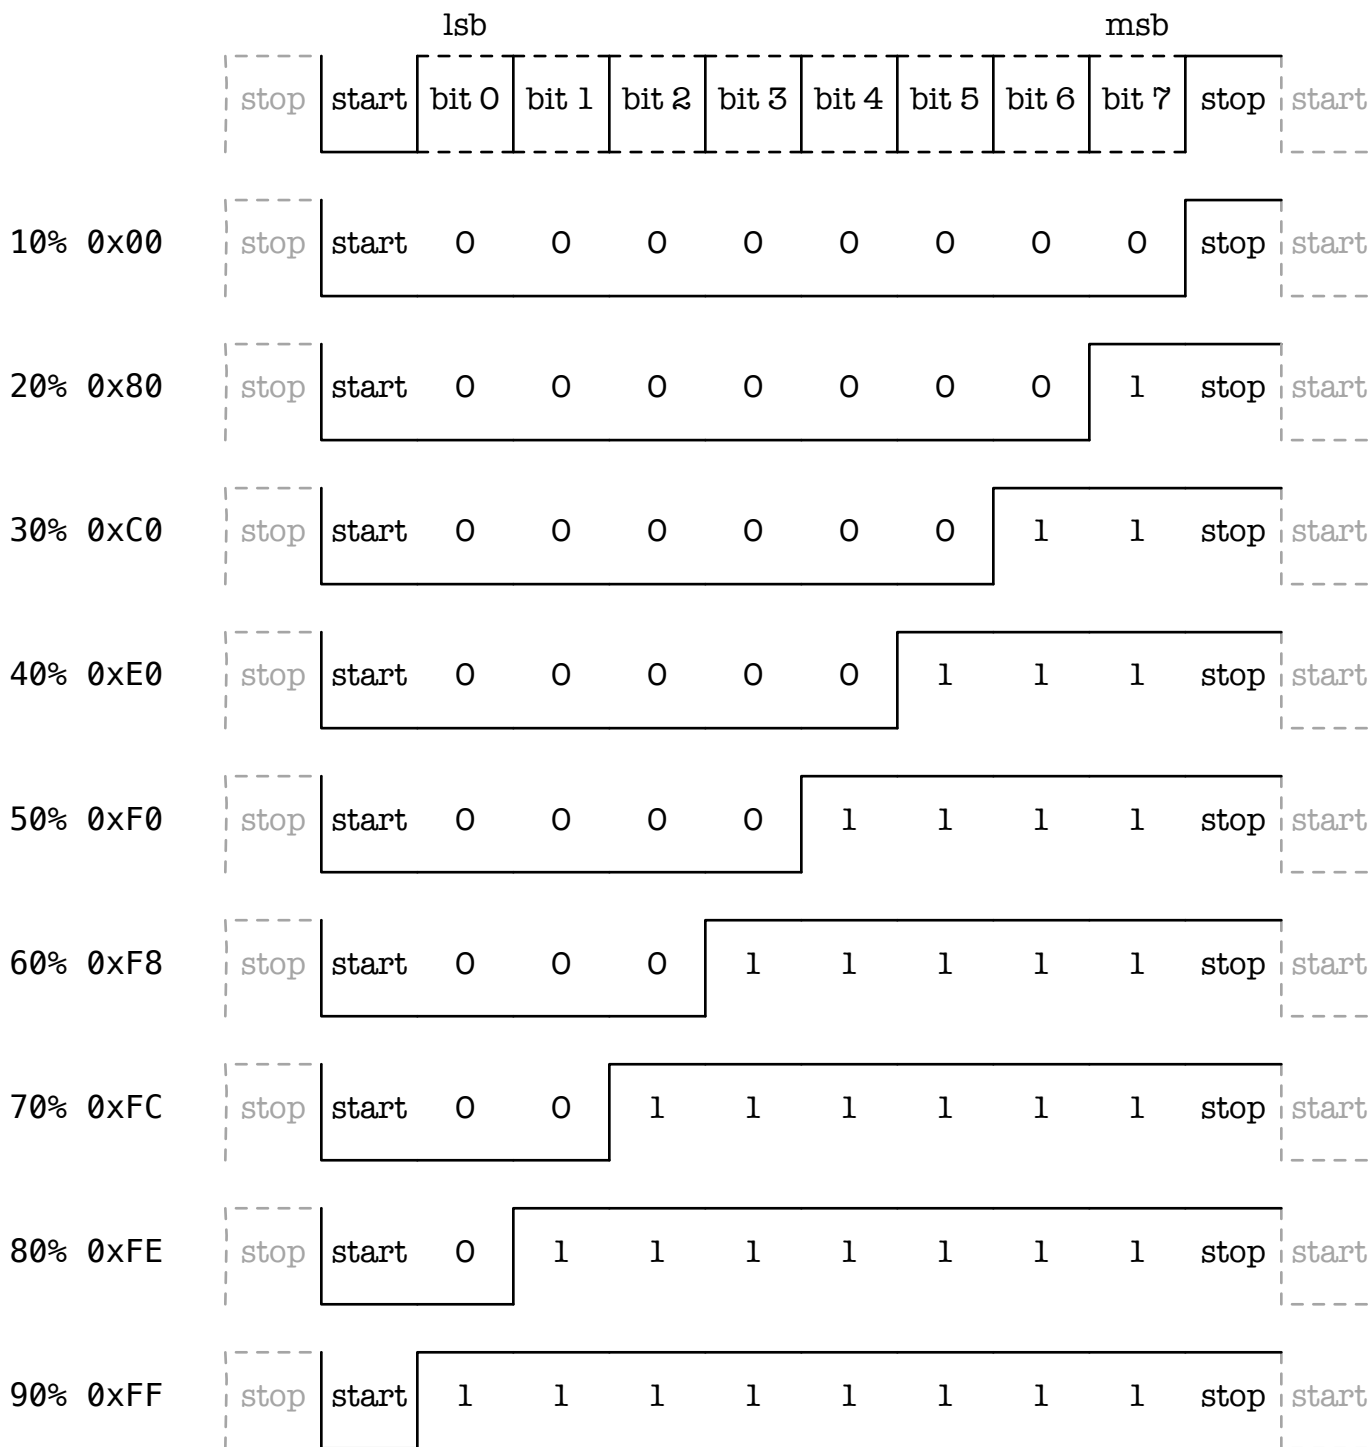 lsb msb
stop start bit 0 bit 1 bit 2 bit 3 bit 4 bit 5 bit 6 bit 7 stop start
10% 0x00 stop start 0 0 0 0 0 0 0 0 stop start
20% 0x80 stop start 0 0 0 0 0 0 0 1 stop start
30% 0xC0 stop start 0 0 0 0 0 0 1 1 stop start
40% 0xE0 stop start 0 0 0 0 0 1 1 1 stop start
50% 0xF0 stop start 0 0 0 0 1 1 1 1 stop start
60% 0xF8 stop start 0 0 0 1 1 1 1 1 stop start
70% 0xFC stop start 0 0 1 1 1 1 1 1 stop start
80% 0xFE stop start 0 1 1 1 1 1 1 1 stop start
90% 0xFF stop start 1 1 1 1 1 1 1 1 stop start